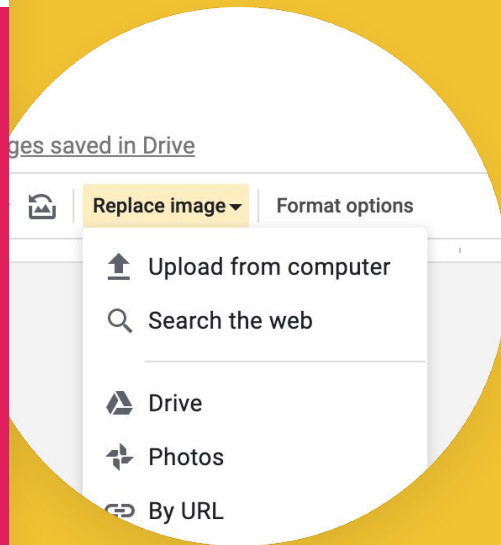 ges saved in Drive
Replace image Format options
Upload from computer
Search the web
Drive
Photos
By URL